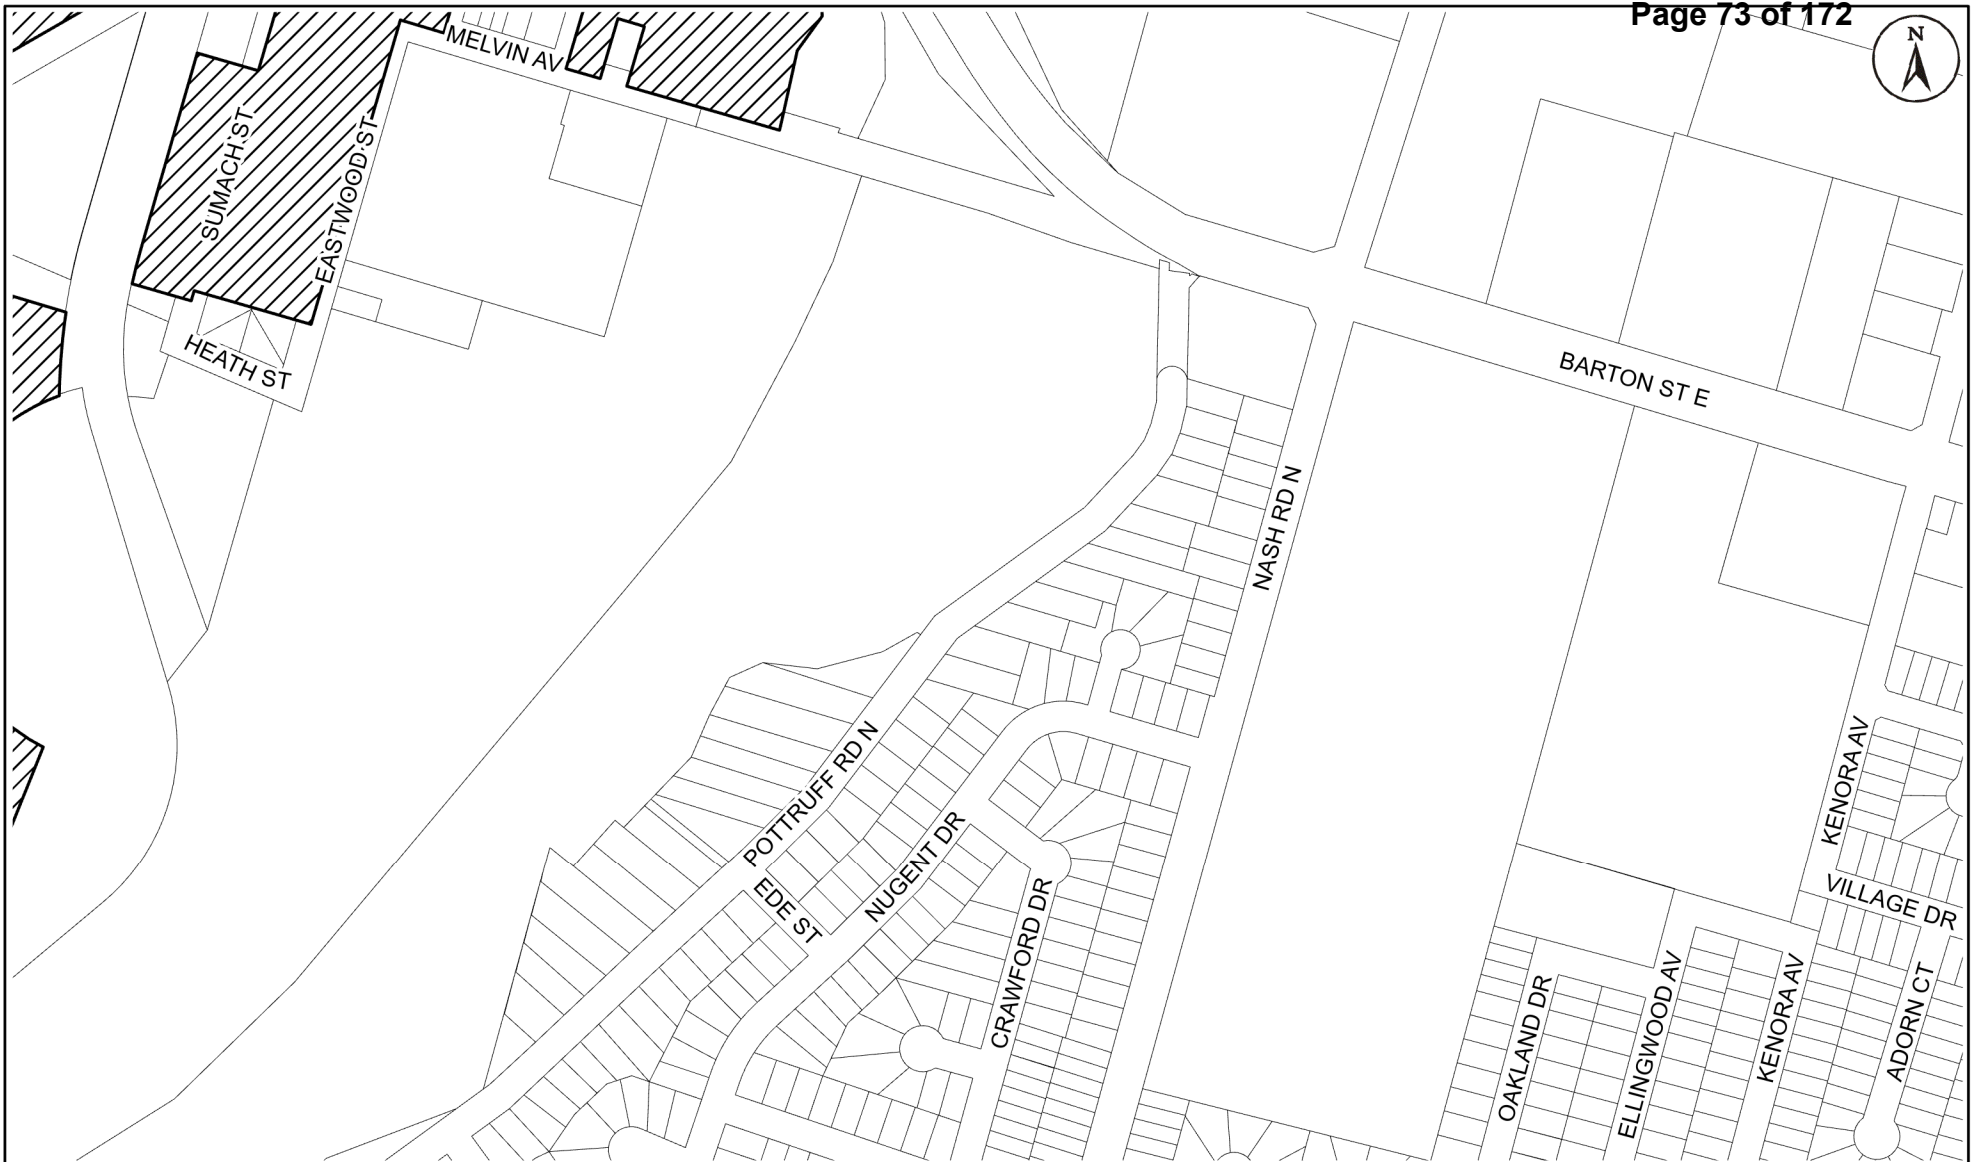 Page 73 of 172
N
MELVIN AV
SUMACH ST
EASTWOOD ST
HEATH ST
BARTON ST E
NASH RD N
POTTRUFF RD N
KENORA AV
NUGENT DR
EDE ST
CRAWFORD DR
VILLAGE DR
OAKLAND DR
ELLINGWOOD AV
KENORA AV
ADORN CT